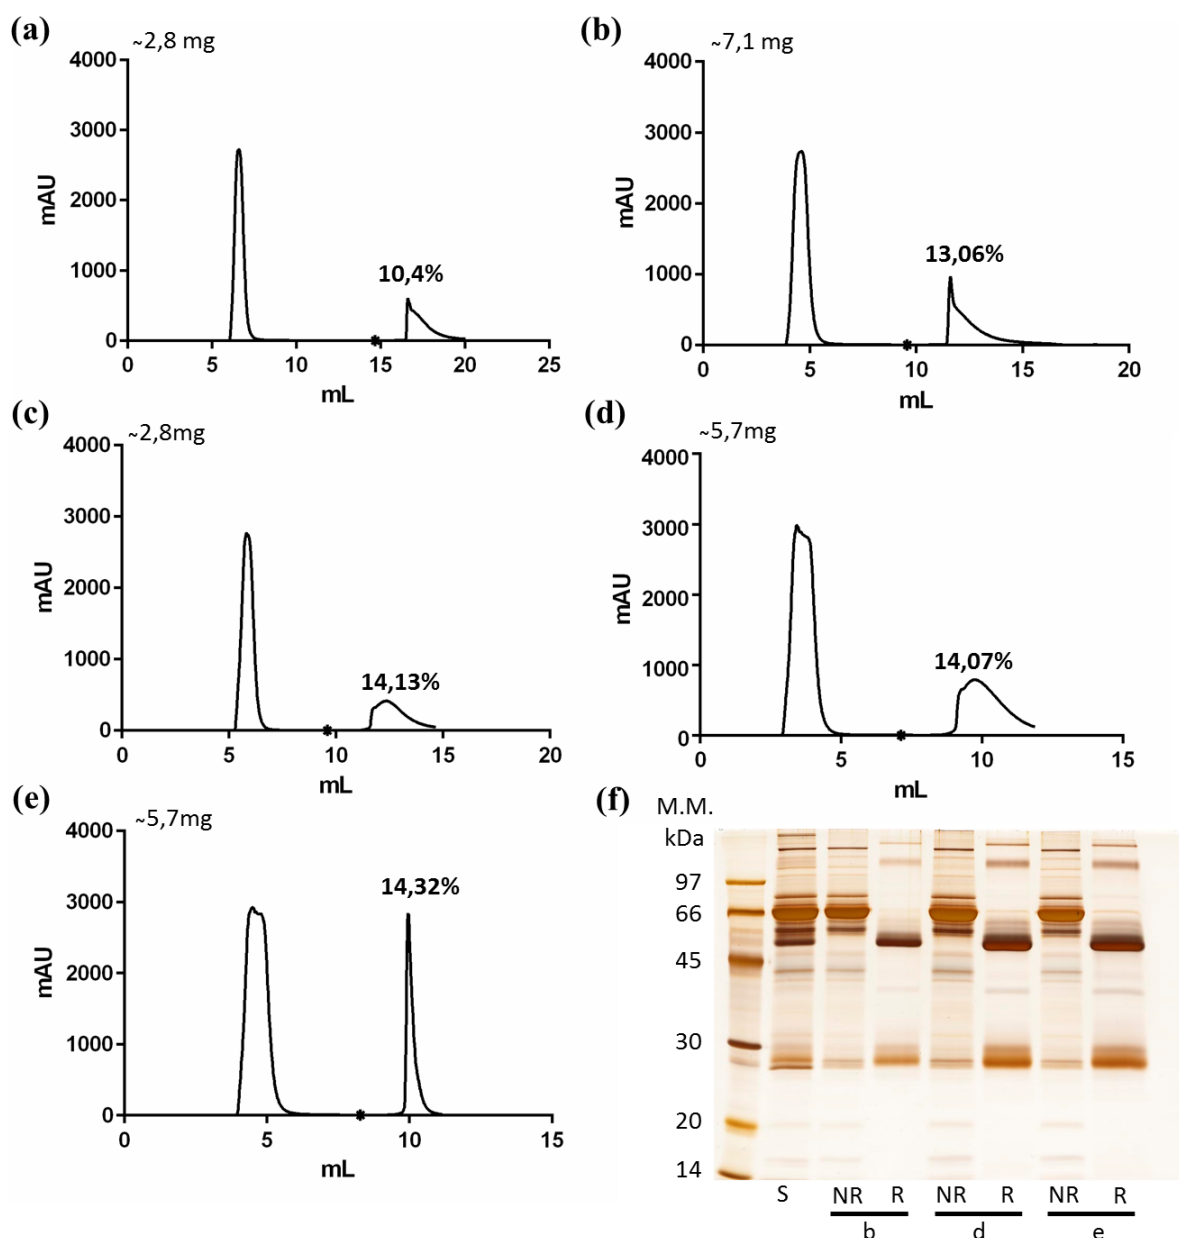 (a)
~2,8 mg
4000
3000
2000
1000
0
mAU
10,4%
0 5 10 15 20 25
mL
(b)
~7,1 mg
4000
3000
2000
1000
0
mAU
13,06%
0 5 10 15 20
mL
(c)
~2,8mg
4000
3000
2000
1000
0
mAU
14,13%
0 5 10 15 20
mL
(d)
~5,7mg
4000
3000
2000
1000
0
mAU
14,07%
0 5 10 15
mL
(e)
~5,7mg
4000
3000
2000
1000
0
mAU
14,32%
0 5 10 15
mL
(f)
M.M.
kDa
97
66
45
30
20
14
S NR R NR R NR R
b d e